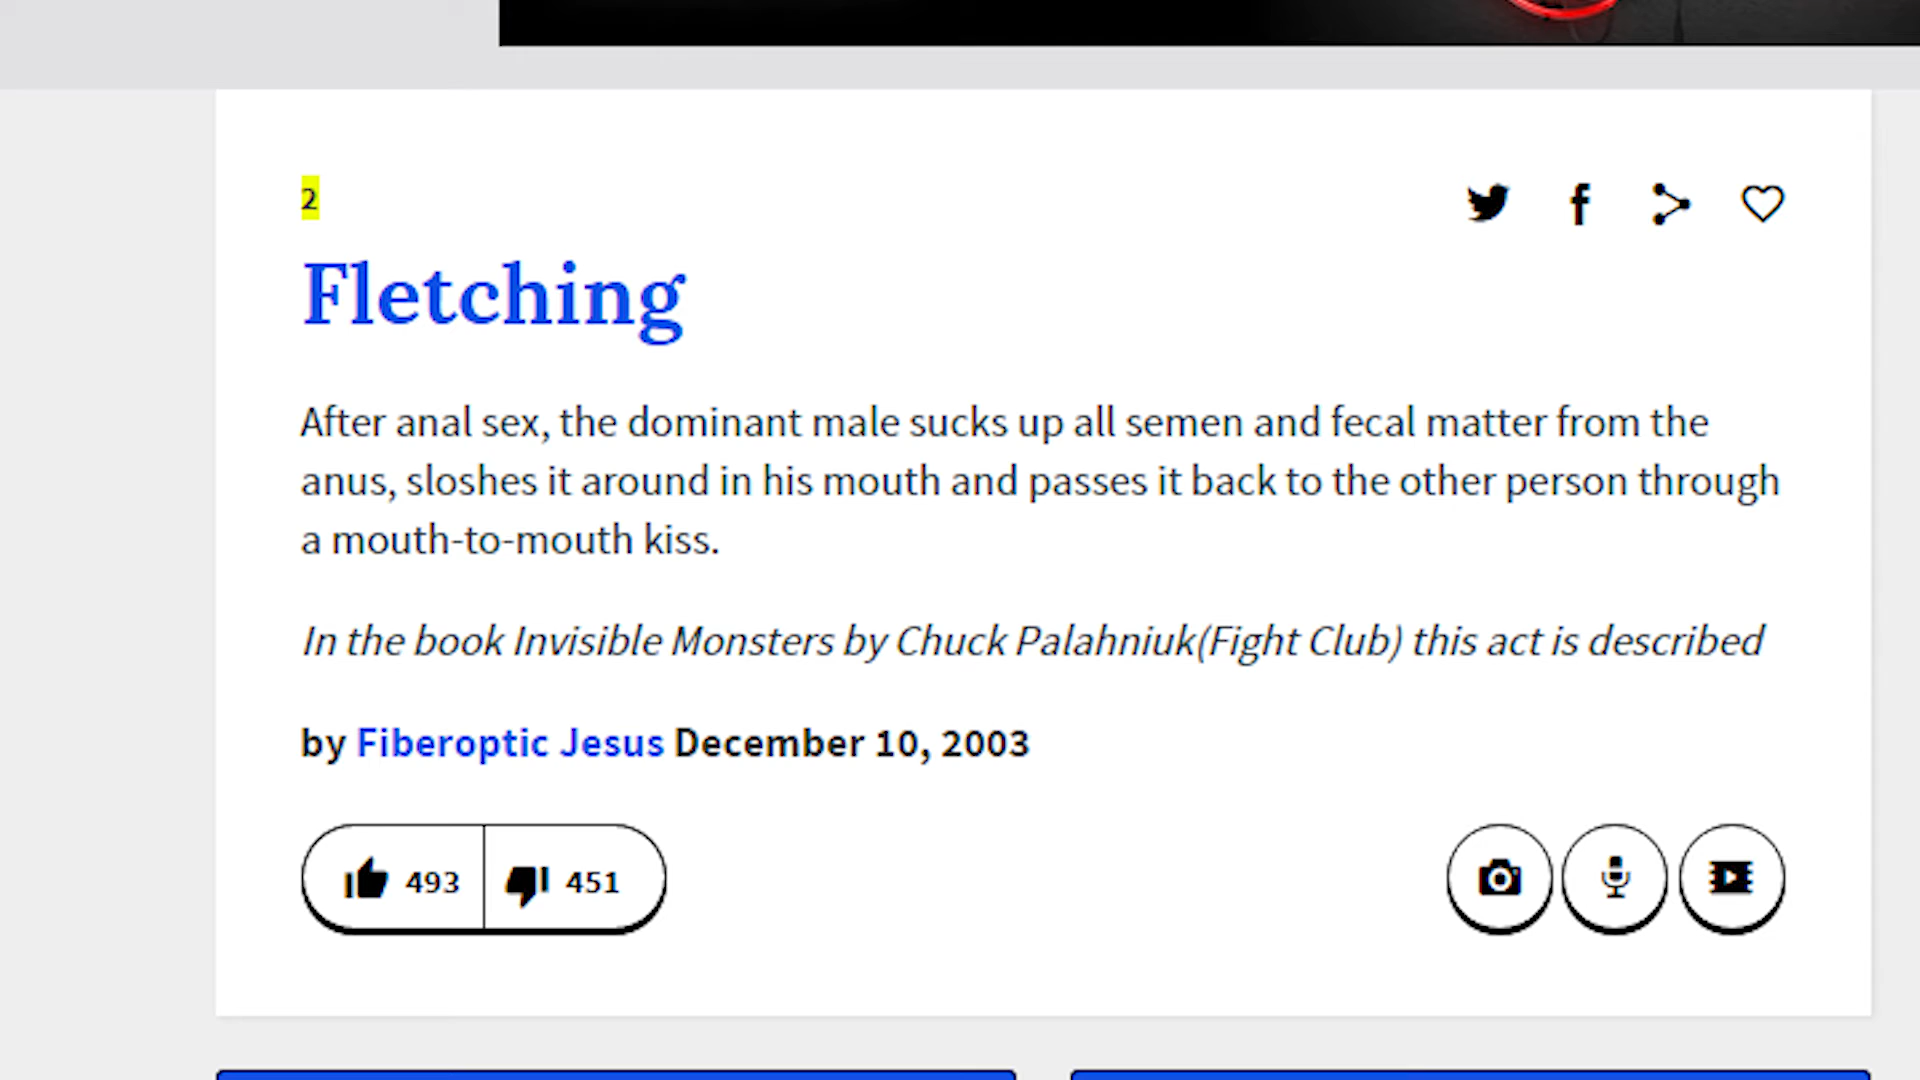 2
Fletching
After anal sex, the dominant male sucks up all semen and fecal matter from the
anus, sloshes it around in his mouth and passes it back to the other person through
a mouth-to-mouth kiss.
In the book Invisible Monsters by Chuck Palahniuk(Fight Club) this act is described
by Fiberoptic Jesus December 10, 2003
493 451